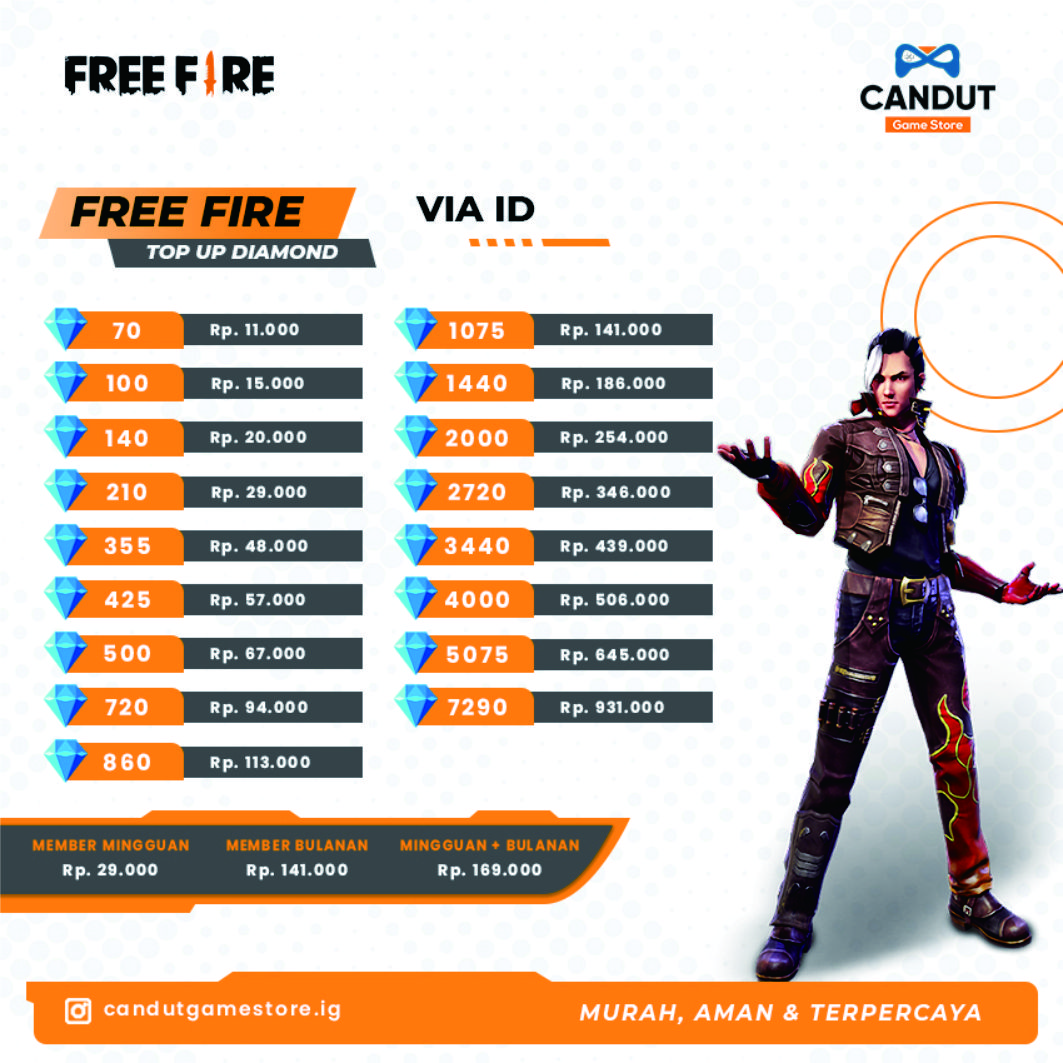 FREE FIRE
CANDUT
Game Store
FREE FIRE
TOP UP DIAMOND
VIA ID
70 Rp. 11.000
100 Rp. 15.000
140 Rp. 20.000
210 Rp. 29.000
355 Rp. 48.000
425 Rp. 57.000
500 Rp. 67.000
720 Rp. 94.000
860 Rp. 113.000
1075 Rp. 141.000
1440 Rp. 186.000
2000 Rp. 254.000
2720 Rp. 346.000
3440 Rp. 439.000
4000 Rp. 506.000
5075 Rp. 645.000
7290 Rp. 931.000
MEMBER MINGGUAN
Rp. 29.000
MEMBER BULANAN
Rp. 141.000
MINGGUAN + BULANAN
Rp. 169.000
candutgamestore.ig
MURAH, AMAN & TERPERCAYA